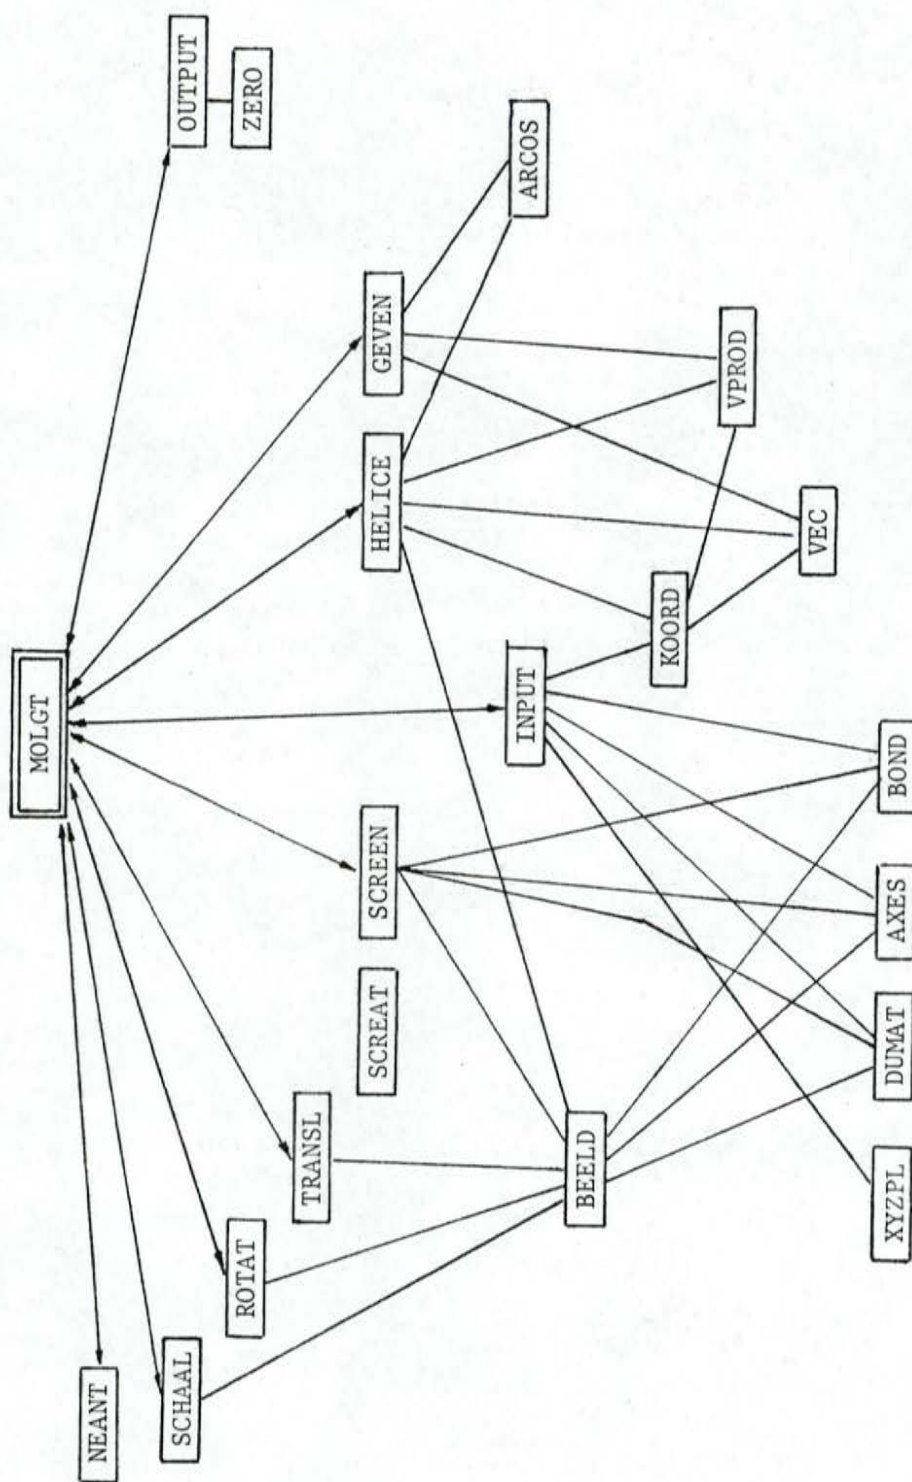 MOLGT
OUTPUT
ZERO
NEANT
SCHAAL
ROTAT
TRANSL
SCREAT
SCREEN
HELICE
GEVEN
ARCOS
INPUT
BEELD
KOORD
VPROD
VEC
XYZPL
DUMAT
AXES
BOND